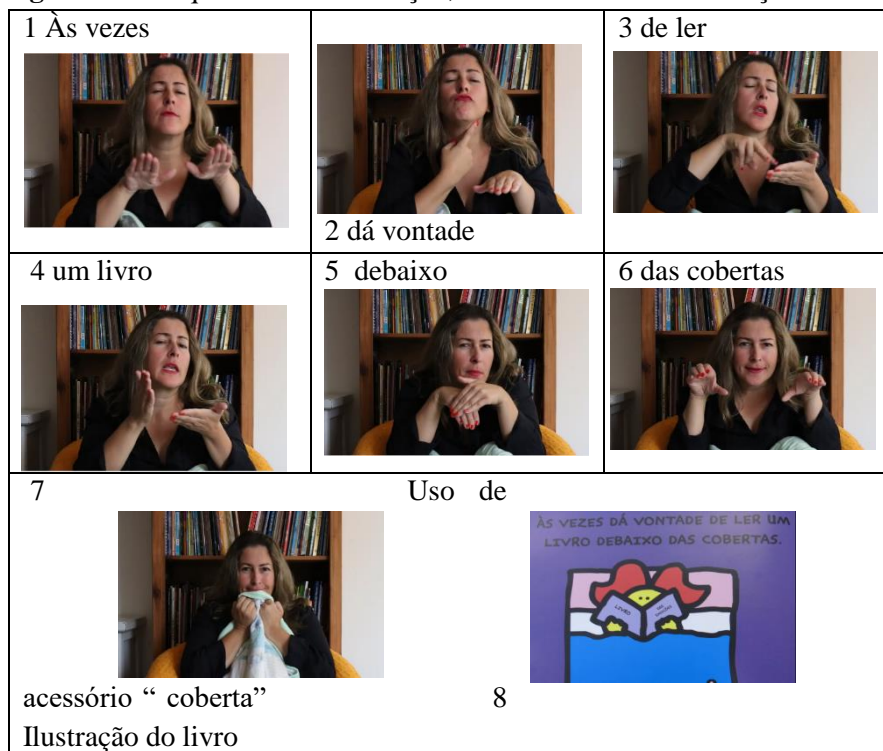 1 Às vezes
2 dá vontade
3 de ler
4 um livro
5 debaixo
6 das cobertas
7 Uso de
acessório “ coberta”
8
Ilustração do livro
ÀS VEZES DÁ VONTADE DE LER UM
LIVRO DEBAIXO DAS COBERTAS.
LIVRO